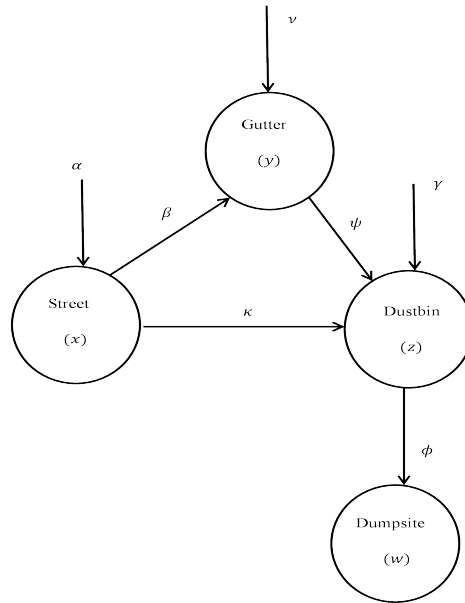 ν
Gutter
(y)
α
γ
β
ψ
Street
(x)
κ
Dustbin
(z)
ϕ
Dumpsite
(w)